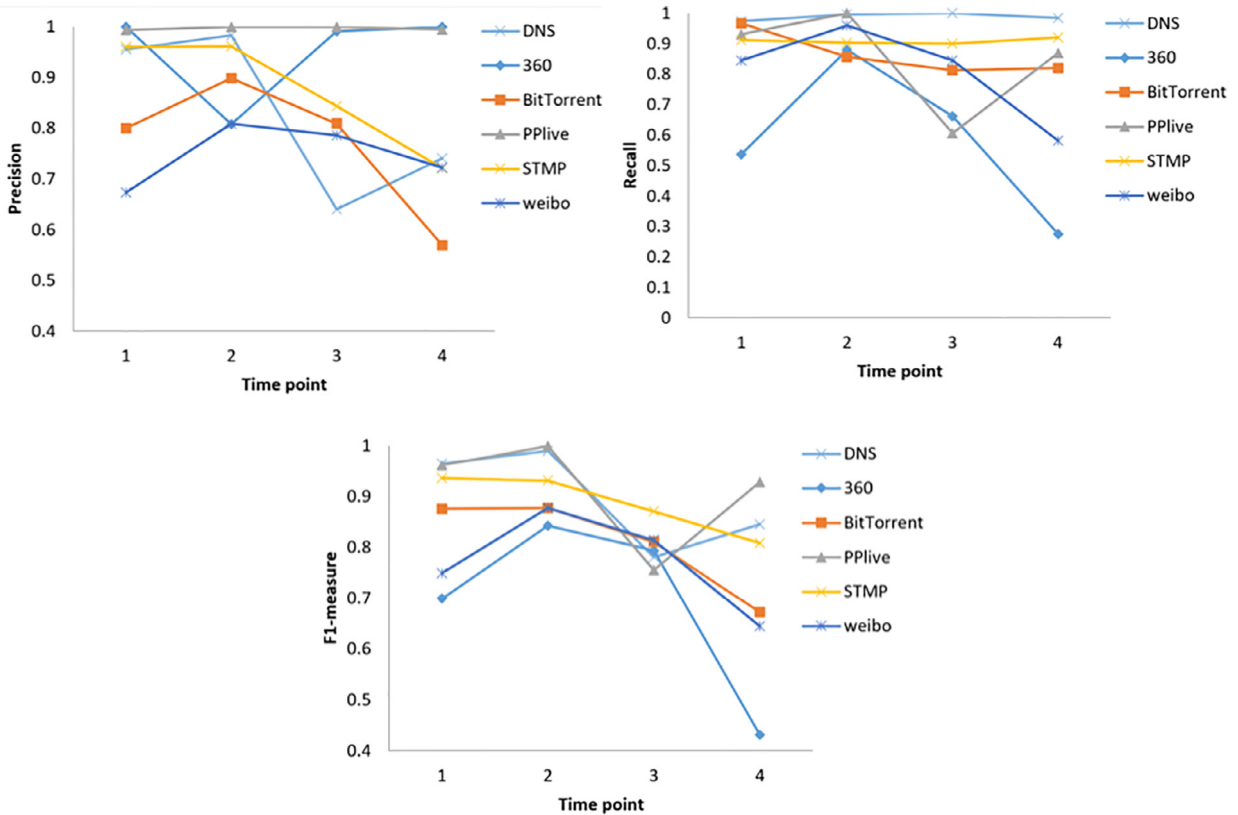 1
0.9
0.8
0.7
0.6
0.5
0.4
Precision
1 2 3 4
Time point
DNS
360
BitTorrent
PPlive
STMP
weibo
1
0.9
0.8
0.7
0.6
0.5
0.4
0.3
0.2
0.1
0
Recall
1 2 3 4
Time point
DNS
360
BitTorrent
PPlive
STMP
weibo
1
0.9
0.8
0.7
0.6
0.5
0.4
F1-measure
1 2 3 4
Time point
DNS
360
BitTorrent
PPlive
STMP
weibo